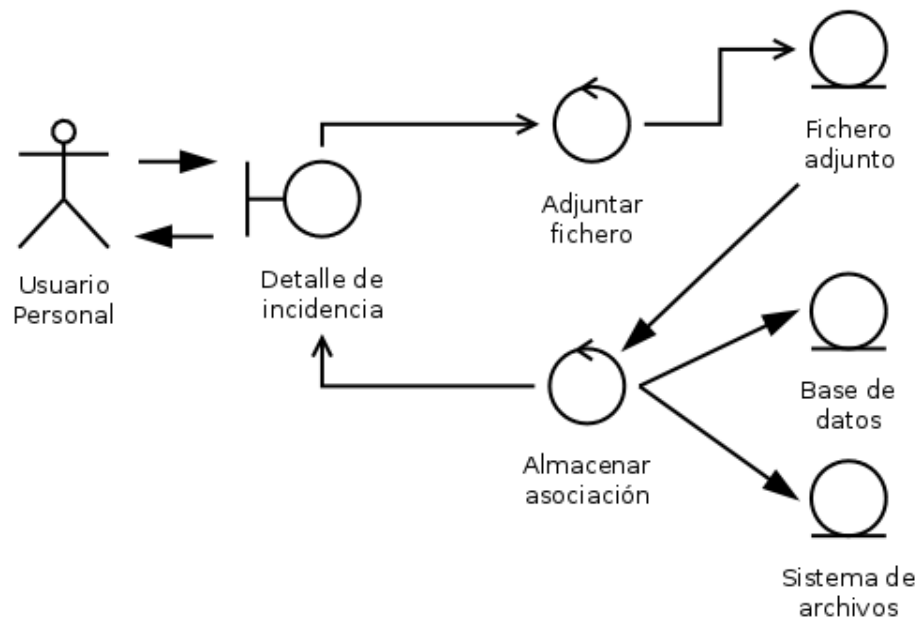 Fichero
adjunto
Adjuntar
fichero
Usuario
Personal
Detalle de
incidencia
Base de
datos
Almacenar
asociación
Sistema de
archivos